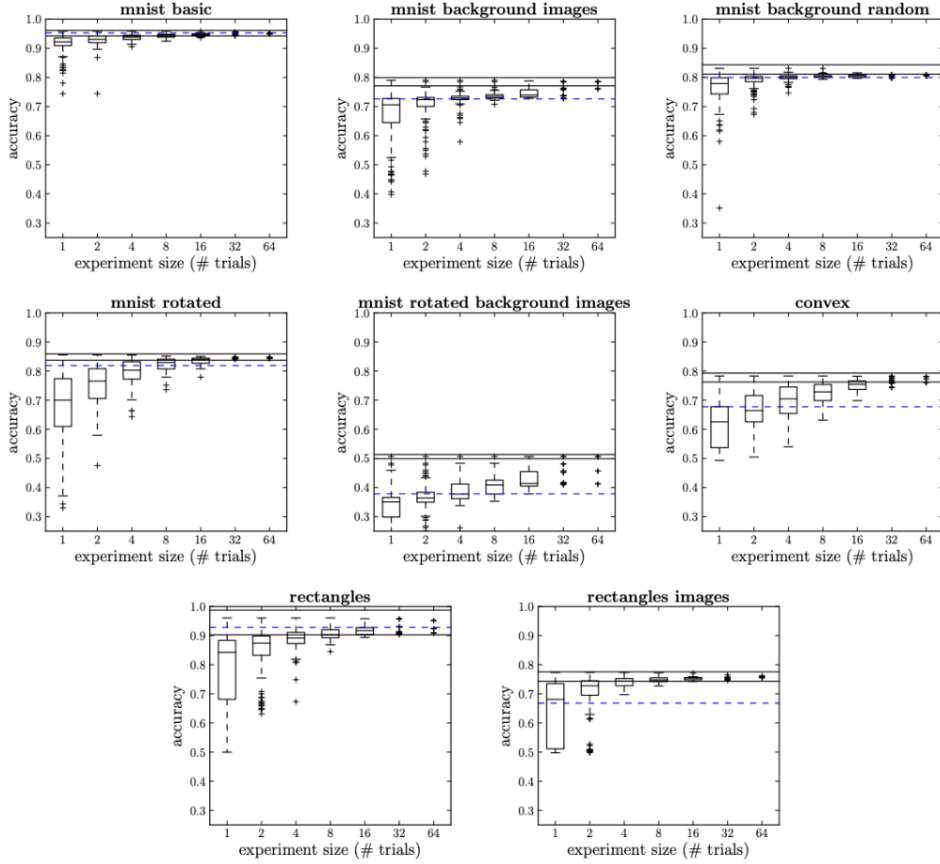 mnist basic
1.0
0.9
0.8
0.7
0.6
0.5
0.4
0.3
accuracy
1 2 4 8 16 32 64
experiment size (# trials)
mnist background images
1.0
0.9
0.8
0.7
0.6
0.5
0.4
0.3
accuracy
1 2 4 8 16 32 64
experiment size (# trials)
mnist background random
1.0
0.9
0.8
0.7
0.6
0.5
0.4
0.3
accuracy
1 2 4 8 16 32 64
experiment size (# trials)
mnist rotated
1.0
0.9
0.8
0.7
0.6
0.5
0.4
0.3
accuracy
1 2 4 8 16 32 64
experiment size (# trials)
mnist rotated background images
1.0
0.9
0.8
0.7
0.6
0.5
0.4
0.3
accuracy
1 2 4 8 16 32 64
experiment size (# trials)
convex
1.0
0.9
0.8
0.7
0.6
0.5
0.4
0.3
accuracy
1 2 4 8 16 32 64
experiment size (# trials)
rectangles
1.0
0.9
0.8
0.7
0.6
0.5
0.4
0.3
accuracy
1 2 4 8 16 32 64
experiment size (# trials)
rectangles images
1.0
0.9
0.8
0.7
0.6
0.5
0.4
0.3
accuracy
1 2 4 8 16 32 64
experiment size (# trials)